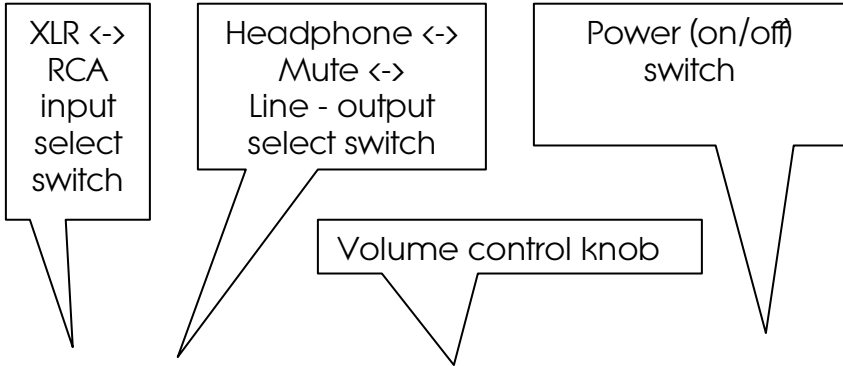 XLR <->
RCA
input
select
switch
Headphone <->
Mute <->
Line - output
select switch
Power (on/off)
switch
Volume control knob